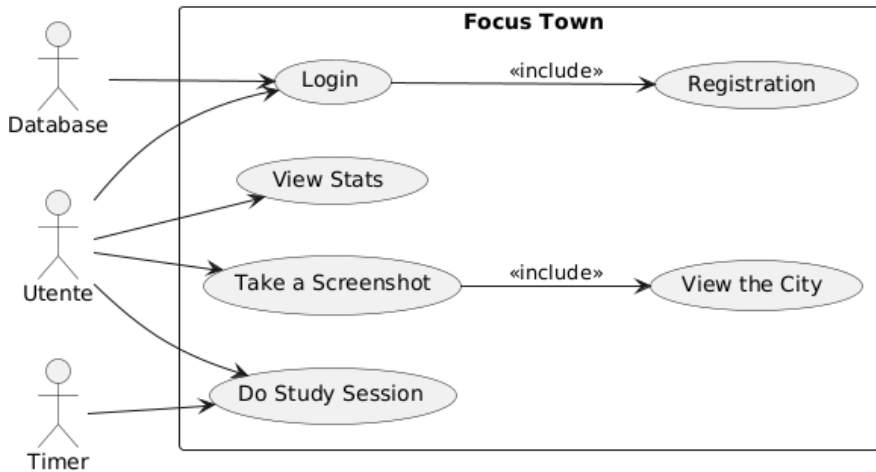 Focus Town
Database
Login
«include»
Registration
View Stats
Utente
Take a Screenshot
«include»
View the City
Do Study Session
Timer